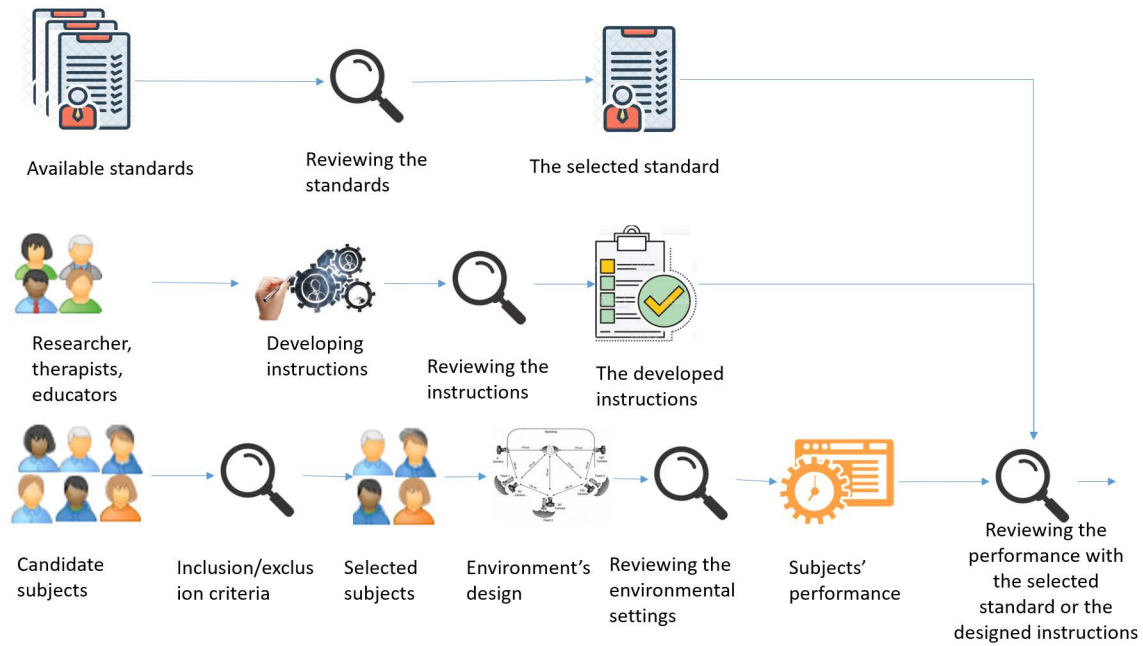 Available standards
Reviewing the
standards
The selected standard
Researcher,
therapists,
educators
Developing
instructions
Reviewing the
instructions
The developed
instructions
Candidate
subjects
Inclusion/exclus
ion criteria
Selected
subjects
Environment's
design
Reviewing the
environmental
settings
Subjects'
performance
Reviewing the
performance with
the selected
standard or the
designed instructions